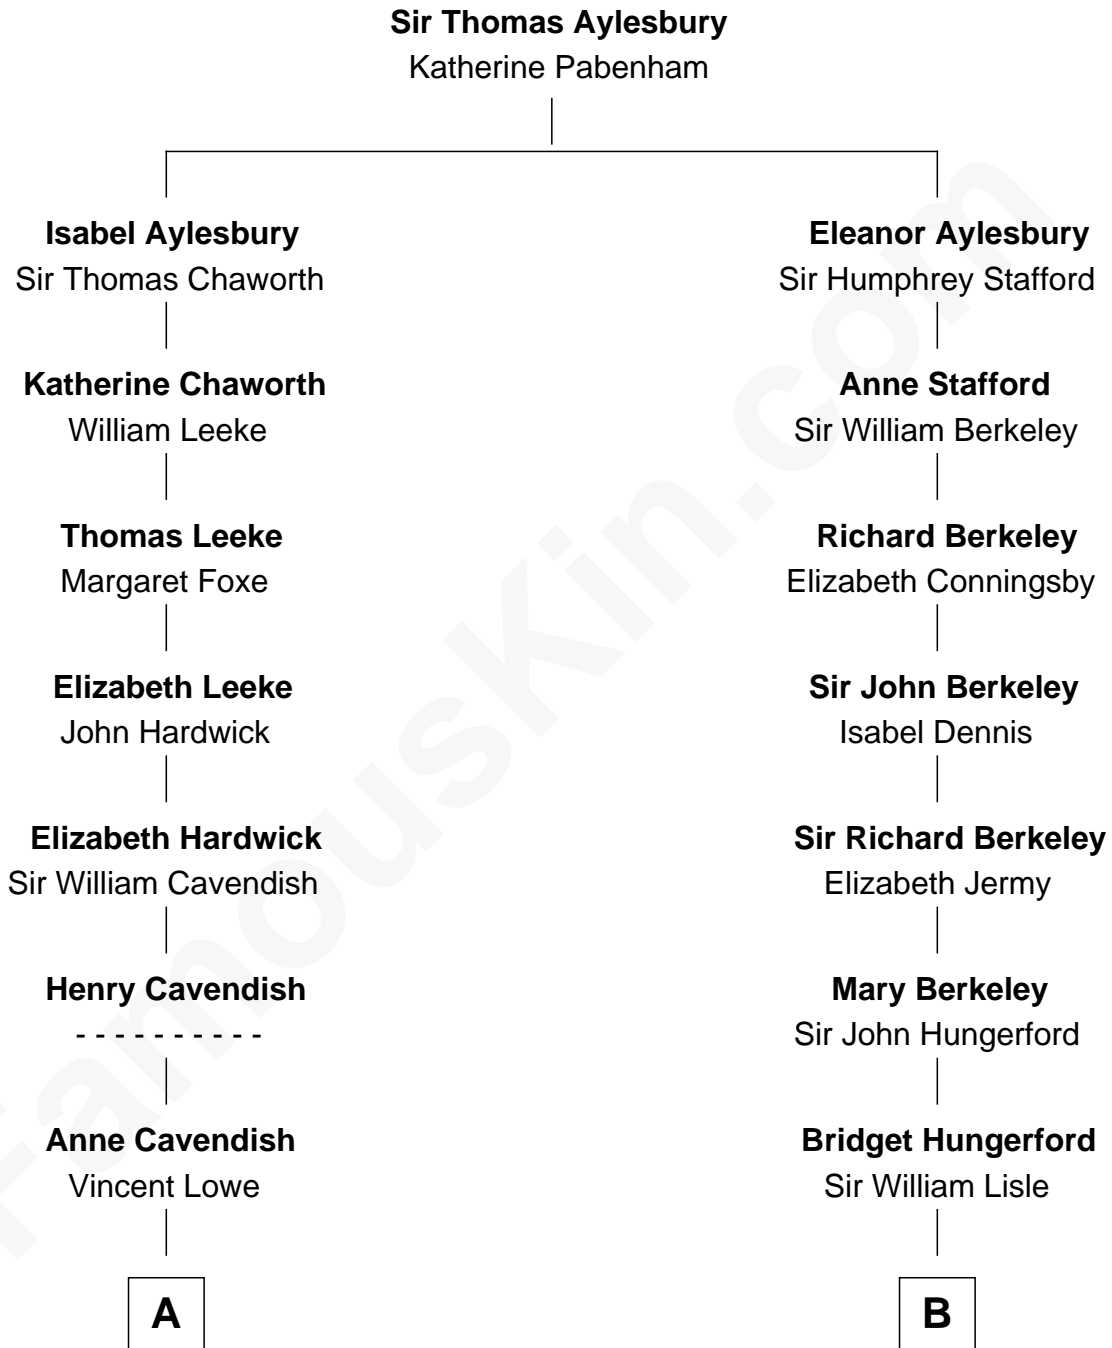 Sir Thomas Aylesbury
Katherine Pabenham
Isabel Aylesbury
Sir Thomas Chaworth
Eleanor Aylesbury
Sir Humphrey Stafford
Katherine Chaworth
William Leeke
Anne Stafford
Sir William Berkeley
Thomas Leeke
Margaret Foxe
Richard Berkeley
Elizabeth Conningsby
Elizabeth Leeke
John Hardwick
Sir John Berkeley
Isabel Dennis
Elizabeth Hardwick
Sir William Cavendish
Sir Richard Berkeley
Elizabeth Jermy
Henry Cavendish
- - - - - - - - - -
Mary Berkeley
Sir John Hungerford
Anne Cavendish
Vincent Lowe
Bridget Hungerford
Sir William Lisle
A
B
FamousKin.com